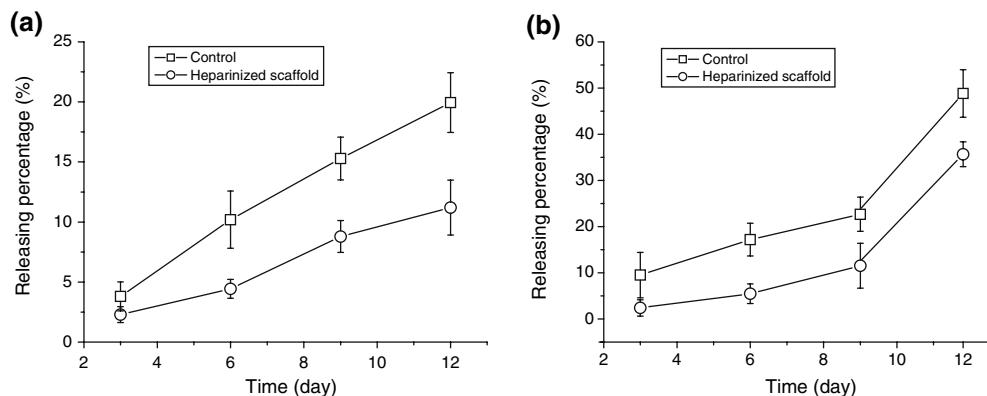 (a)
Releasing percentage (%)
25
20
15
10
5
0
Control
Heparinized scaffold
2
4
6
8
10
12
Time (day)
(b)
Releasing percentage (%)
60
50
40
30
20
10
0
Control
Heparinized scaffold
2
4
6
8
10
12
Time (day)